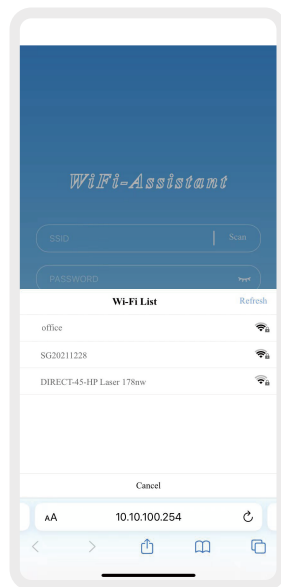 WiFi-Assistant
SSID Scan
PASSWORD
Wi-Fi List Refresh
office
SG20211228
DIRECT-45-HP Laser 178nw
Cancel
AA 10.10.100.254